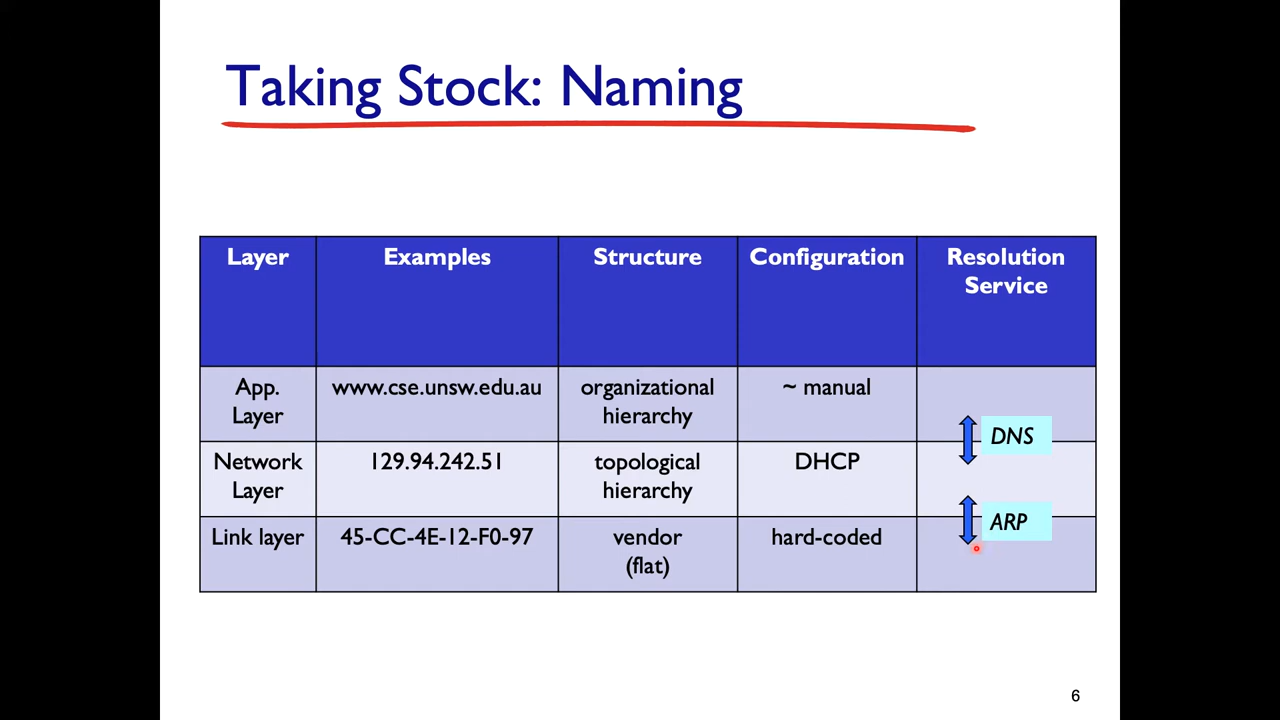 Taking Stock: Naming
Layer Examples Structure Configuration Resolution
Service
App. www.cse.unsw.edu.au organizational ~ manual
Layer hierarchy
DNS
Network 129.94.242.51 topological DHCP
Layer hierarchy
ARP
Link layer 45-CC-4E-12-F0-97 vendor hard-coded
(flat)
6